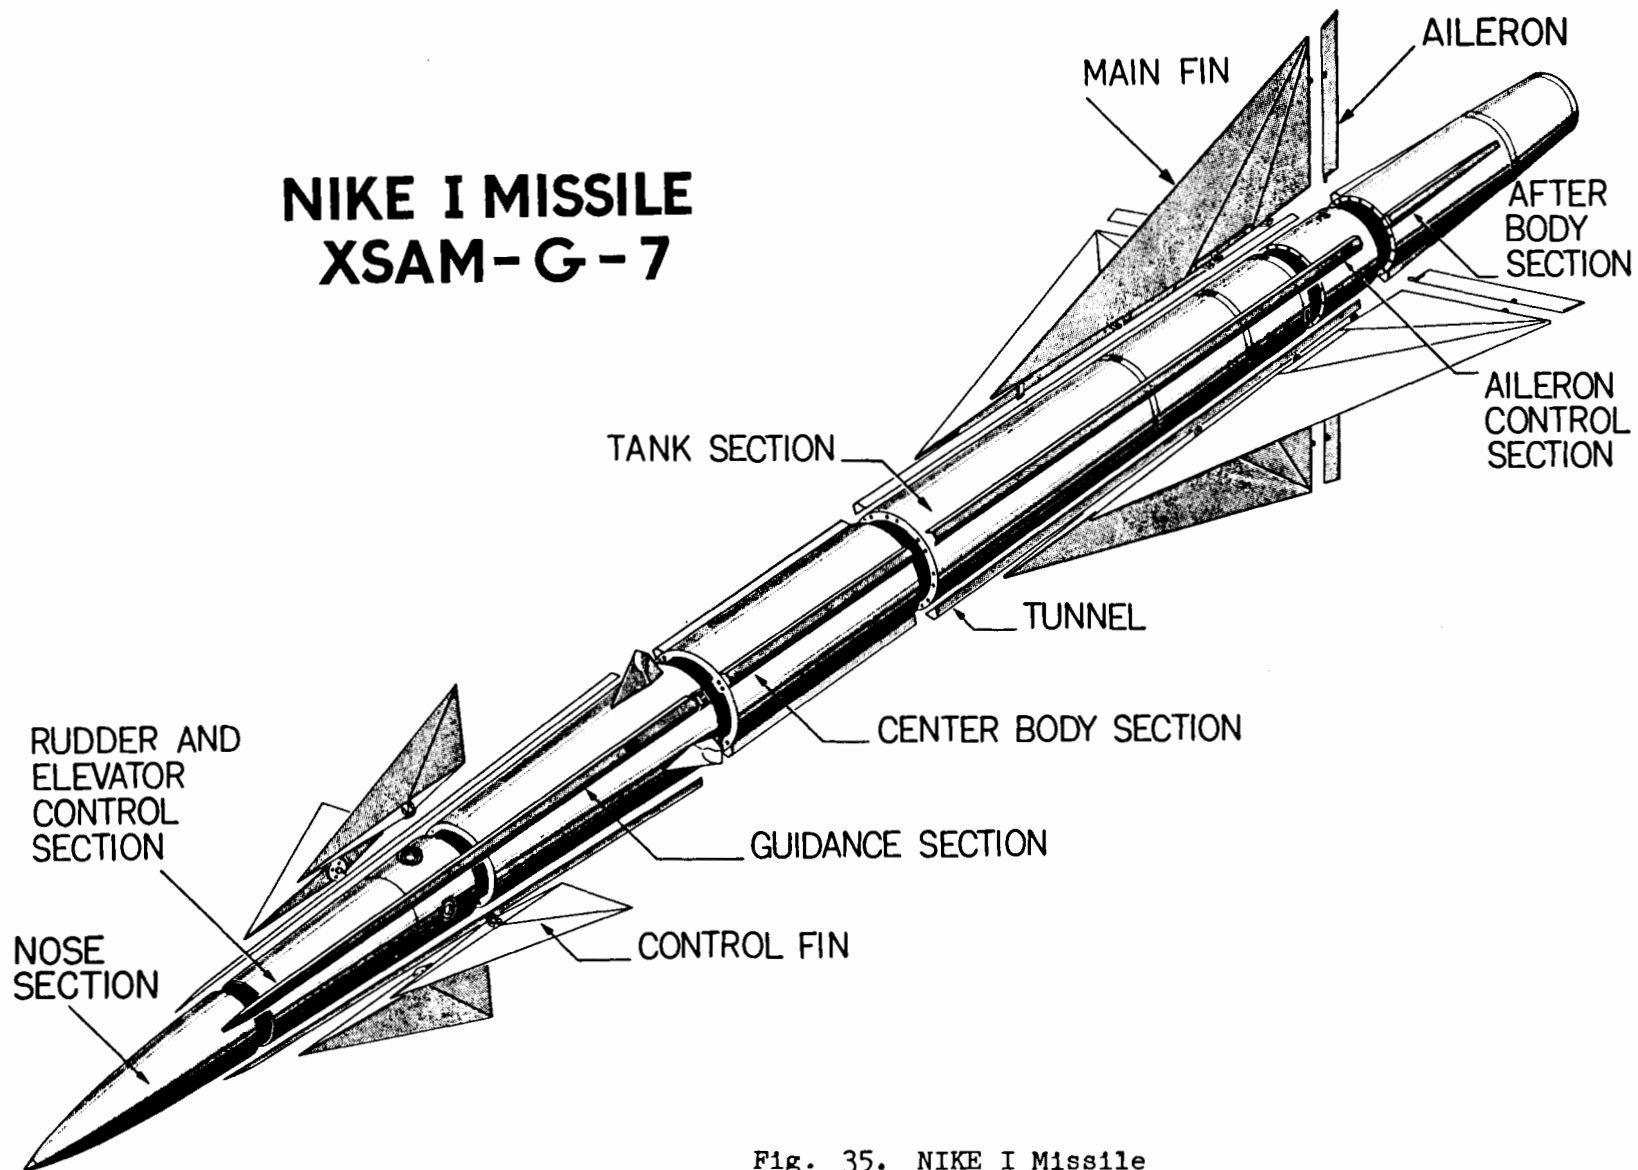 NIKE I MISSILE
XSAM-G-7
MAIN FIN
AILERON
AFTER
BODY
SECTION
AILERON
CONTROL
SECTION
TANK SECTION
TUNNEL
CENTER BODY SECTION
RUDDER AND
ELEVATOR
CONTROL
SECTION
GUIDANCE SECTION
CONTROL FIN
NOSE
SECTION
Fig. 35. NIKE I Missile